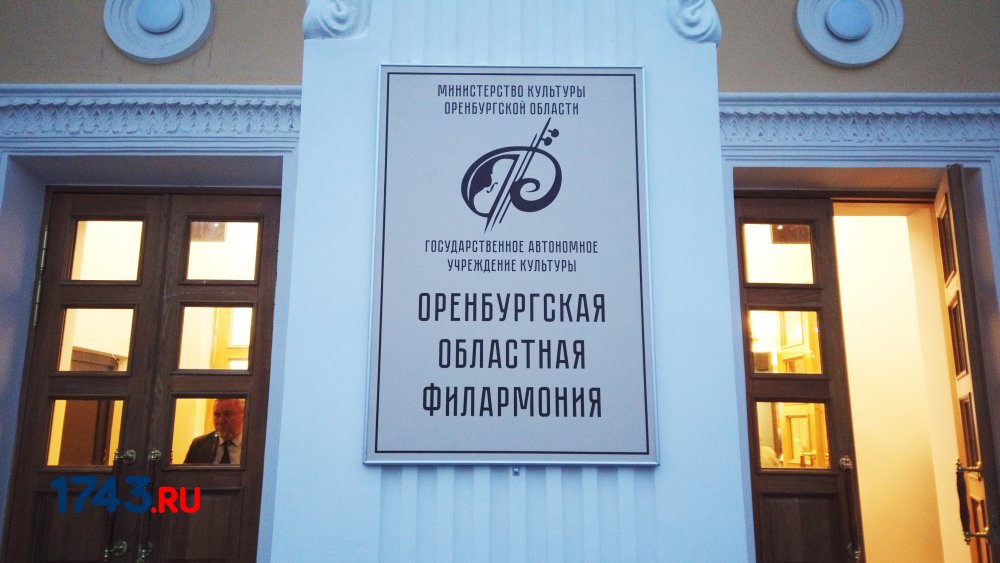 МИНИСТЕРСТВО КУЛЬТУРЫ
ОРЕНБУРГСКОЙ ОБЛАСТИ
ГОСУДАРСТВЕННОЕ АВТОНОМНОЕ
УЧРЕЖДЕНИЕ КУЛЬТУРЫ
ОРЕНБУРГСКАЯ
ОБЛАСТНАЯ
ФИЛАРМОНИЯ
1743.RU